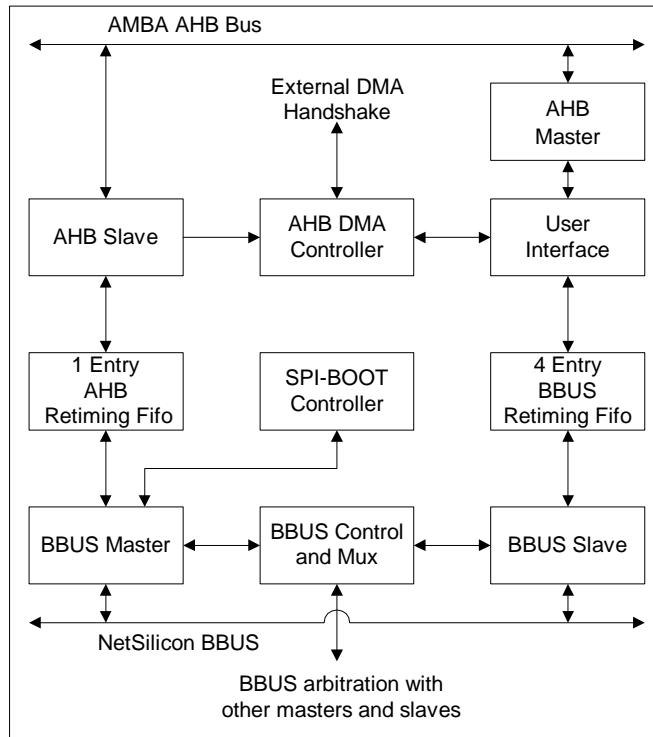 AMBA AHB Bus
External DMA
Handshake
AHB
Master
AHB Slave
AHB DMA
Controller
User
Interface
1 Entry
AHB
Retiming Fifo
SPI-BOOT
Controller
4 Entry
BBUS
Retiming Fifo
BBUS Master
BBUS Control
and Mux
BBUS Slave
NetSilicon BBUS
BBUS arbitration with
other masters and slaves